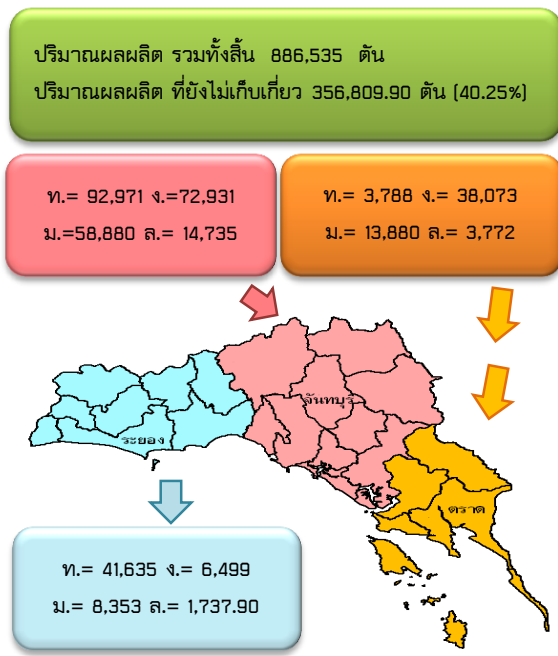 ปริมาณผลผลิต รวมทั้งสิ้น 886,535 ตัน
ปริมาณผลผลิต ที่ยังไม่เก็บเกี่ยว 356,809.90 ตัน (40.25%)
ท.= 92,971 ง.=72,931
ม.=58,880 ล.= 14,735
ท.= 3,788 ง.= 38,073
ม.= 13,880 ล.= 3,772
จันทบุรี
ระยอง
ตราด
ท.= 41,635 ง.= 6,499
ม.= 8,353 ล.= 1,737.90